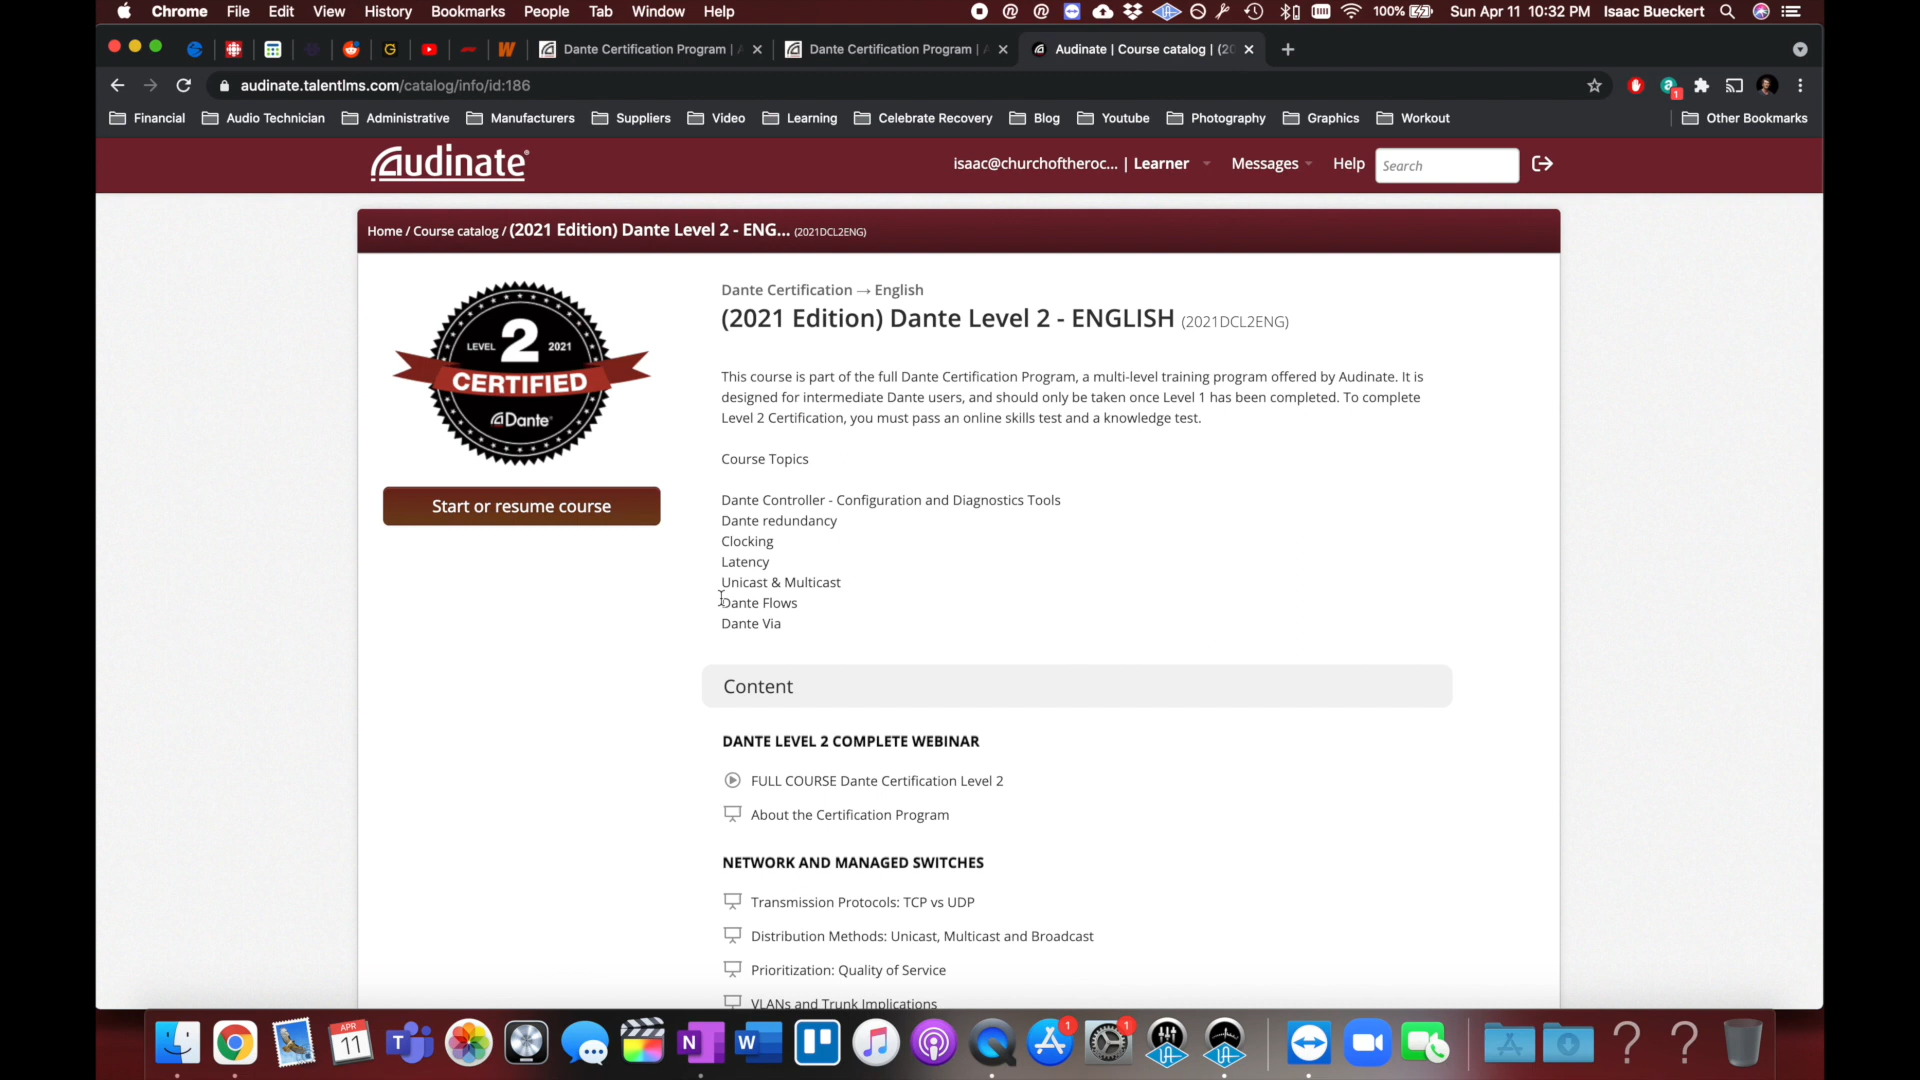 Chrome File Edit View History Bookmarks People Tab Window Help 100% Sun Apr 11 10:32 PM Isaac Bueckert
Dante Certification Program | Dante Certification Program | Audinate | Course catalog | (20
audinate.talentlms.com/catalog/info/id:186
Financial Audio Technician Administrative Manufacturers Suppliers Video Learning Celebrate Recovery Blog Youtube Photography Graphics Workout Other Bookmarks
Audinate isaac@churchoftheroc... | Learner Messages Help Search
Home / Course catalog / (2021 Edition) Dante Level 2 - ENG... (2021DCL2ENG)
LEVEL 2 2021
CERTIFIED
Dante
Start or resume course
Dante Certification → English
(2021 Edition) Dante Level 2 - ENGLISH (2021DCL2ENG)
This course is part of the full Dante Certification Program, a multi-level training program offered by Audinate. It is
designed for intermediate Dante users, and should only be taken once Level 1 has been completed. To complete
Level 2 Certification, you must pass an online skills test and a knowledge test.
Course Topics
Dante Controller - Configuration and Diagnostics Tools
Dante redundancy
Clocking
Latency
Unicast & Multicast
Dante Flows
Dante Via
Content
DANTE LEVEL 2 COMPLETE WEBINAR
FULL COURSE Dante Certification Level 2
About the Certification Program
NETWORK AND MANAGED SWITCHES
Transmission Protocols: TCP vs UDP
Distribution Methods: Unicast, Multicast and Broadcast
Prioritization: Quality of Service
VLANs and Trunk Implications
APR
11 T N W 1 1 ? ?